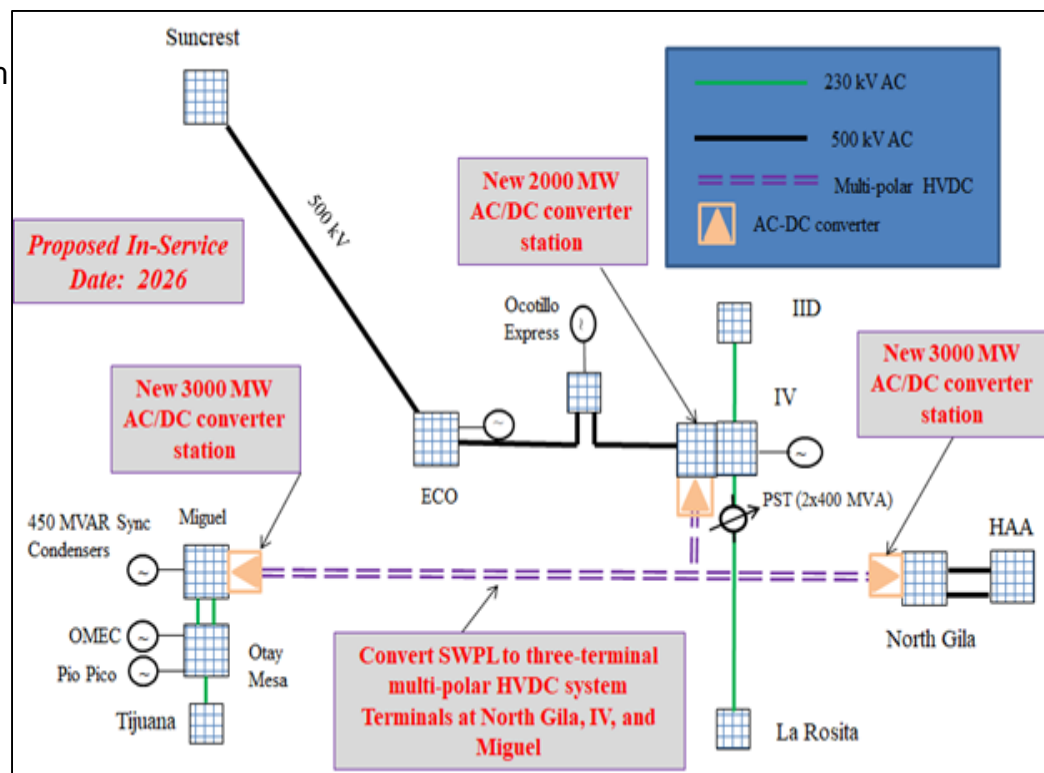 Suncrest
n
230 kV AC
500 kV AC
Multi-polar HVDC
AC-DC converter
New 2000 MW
AC/DC converter
station
500 kV
Proposed In-Service
Date: 2026
Ocotillo
Express
~
IID
New 3000 MW
AC/DC converter
station
New 3000 MW
AC/DC converter
station
IV
~
~
ECO
PST (2x400 MVA)
450 MVAR Sync
Condensers
Miguel
~
HAA
North Gila
OMEC
~
Pio Pico
~
Otay
Mesa
Convert SWPL to three-terminal
multi-polar HVDC system
Terminals at North Gila, IV, and
Miguel
Tijuana
La Rosita